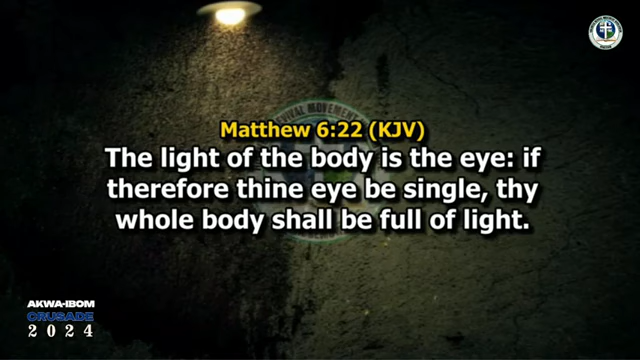 Matthew 6:22 (KJV)
The light of the body is the eye: if
therefore thine eye be single, thy
whole body shall be full of light.
AKWA-IBOM
CRUSADE
2024